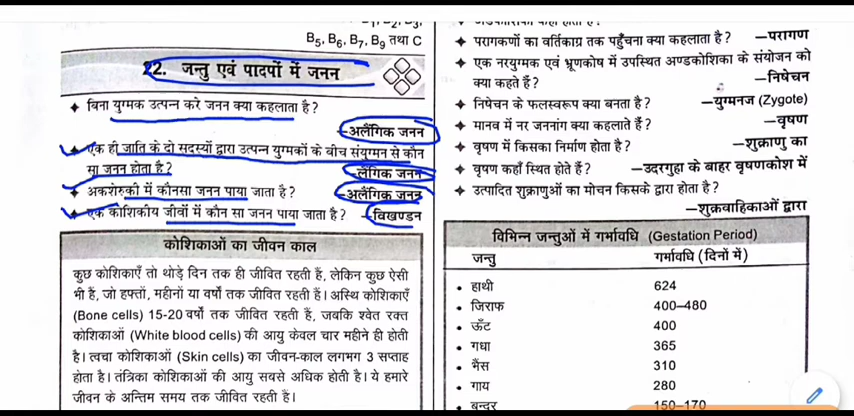 B₅, B₆, B₇, B₉ तथा C
22. जन्तु एवं पादपों में जनन
✦ बिना युग्मक उत्पन्न करे जनन क्या कहलाता है ?
—अलैंगिक जनन
✦ एक ही जाति के दो सदस्यों द्वारा उत्पन्न युग्मकों के बीच संयुग्मन से कौन
सा जनन होता है ?
—लैंगिक जनन
✦ अकशेरुकी में कौनसा जनन पाया जाता है ?
—अलैंगिक जनन
✦ एक कोशिकीय जीवों में कौन सा जनन पाया जाता है ? —विखण्डन
कोशिकाओं का जीवन काल
कुछ कोशिकाएँ तो थोड़े दिन तक ही जीवित रहती हैं, लेकिन कुछ ऐसी
भी हैं, जो हफ्तों, महीनों या वर्षों तक जीवित रहती हैं। अस्थि कोशिकाएँ
(Bone cells) 15-20 वर्षों तक जीवित रहती हैं, जबकि श्वेत रक्त
कोशिकाओं (White blood cells) की आयु केवल चार महीने ही होती
है। त्वचा कोशिकाओं (Skin cells) का जीवन-काल लगभग 3 सप्ताह
होता है। तंत्रिका कोशिकाओं की आयु सबसे अधिक होती है। ये हमारे
जीवन के अन्तिम समय तक जीवित रहती हैं।
✦ परागकणों का वर्तिकाग्र तक पहुँचना क्या कहलाता है ? —परागण
✦ एक नरयुग्मक एवं भ्रूणकोष में उपस्थित अण्डकोशिका के संयोजन को
क्या कहते हैं ? —निषेचन
✦ निषेचन के फलस्वरूप क्या बनता है ? —युग्मनज (Zygote)
✦ मानव में नर जननांग क्या कहलाते हैं ? —वृषण
✦ वृषण में किसका निर्माण होता है ? —शुक्राणु का
✦ वृषण कहाँ स्थित होते हैं ? —उदरगुहा के बाहर वृषणकोश में
✦ उत्पादित शुक्राणुओं का मोचन किसके द्वारा होता है ?
—शुक्रवाहिकाओं द्वारा
विभिन्न जन्तुओं में गर्भावधि (Gestation Period)
जन्तु गर्भावधि (दिनों में)
• हाथी 624
• जिराफ 400–480
• ऊँट 400
• गधा 365
• भैंस 310
• गाय 280
• बन्दर 150–170